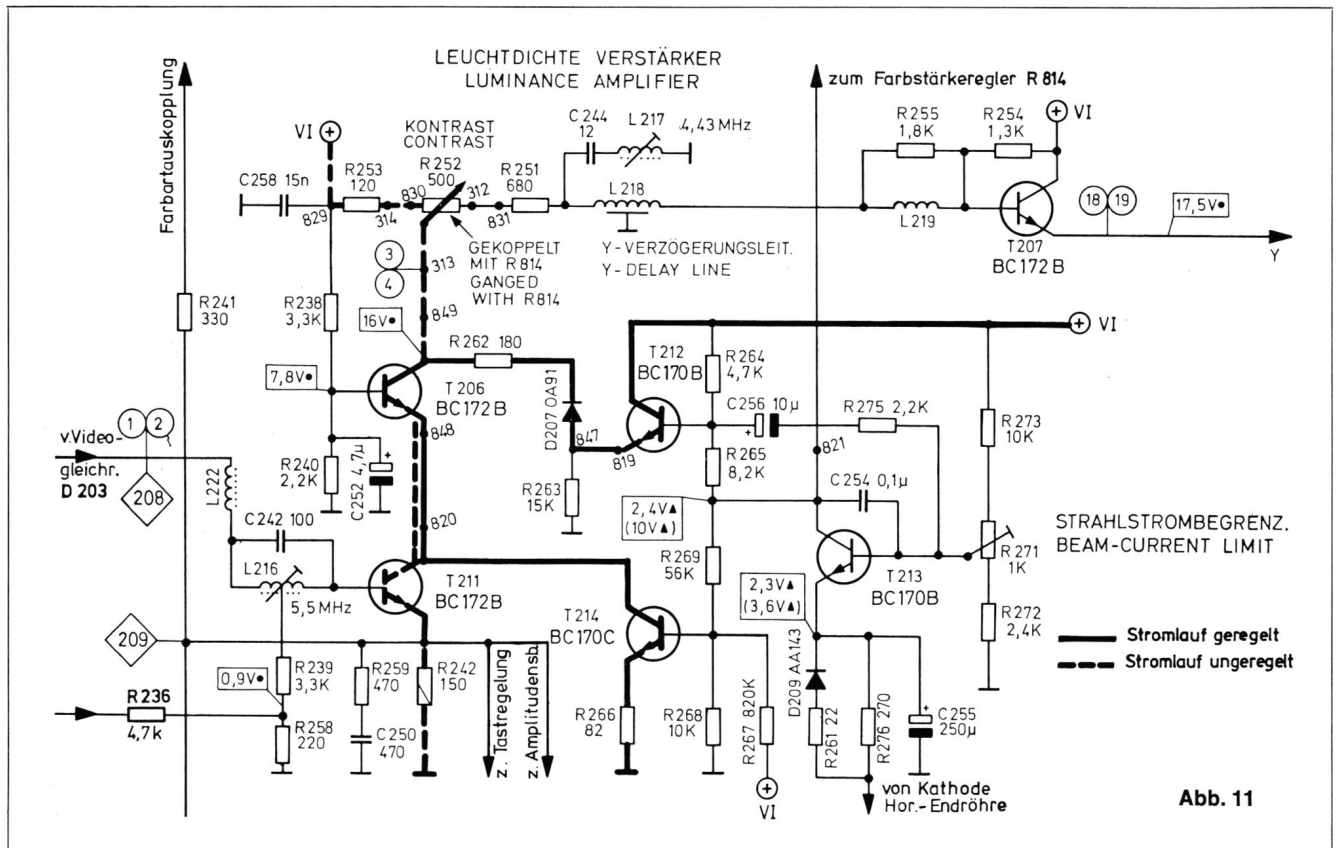 LEUCHTDICHTE VERSTÄRKER
LUMINANCE AMPLIFIER
Farbartauskopplung
zum Farbstärkeregler R 814
VI
KONTRAST
CONTRAST
C244
12
L217
4,43MHz
R255
1,8K
R254
1,3K
VI
C258 15n
R253
120
R252
500
R251
680
829
314
830
312
831
L218
L219
T207
BC172 B
18
19
17,5V●
Y
3
4
313
GEKOPPELT
MIT R 814
GANGED
WITH R814
Y-VERZÖGERUNGSLEIT.
Y-DELAY LINE
R241
330
R238
3,3K
849
16V●
R262 180
T212
BC170B
R264
4,7K
VI
7,8V●
T206
BC172B
D207 OA91
C256 10µ
+
R275 2,2K
R273
10K
1
2
v.Video-
gleichr.
D 203
208
848
847
819
R265
8,2K
821
L222
R240
2,2K
C252 4,7µ
+
R263
15K
C254 0,1µ
2,4V▲
(10V▲)
C242 100
820
STRAHLSTROMBEGRENZ.
BEAM-CURRENT LIMIT
R271
1K
L216
5,5MHz
T211
BC172B
R269
56K
T213
BC170B
2,3V▲
(3,6V▲)
T214
BC170C
R272
2,4K
209
Stromlauf geregelt
Stromlauf ungeregelt
0,9V●
R239
3,3K
R259
470
R242
150
D209 AA143
R236
4,7k
R258
220
C250
470
z. Tastregelung
z. Amplitudensb.
R266
82
R268
10K
R267 820K
R261 22
R276 270
+
C255
250µ
VI
von Kathode
Hor.-Endröhre
Abb. 11